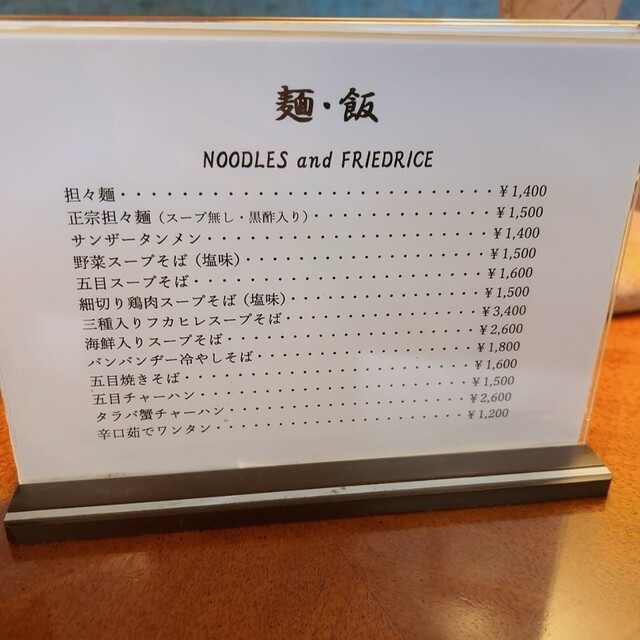 麺・飯
NOODLES and FRIEDRICE
担々麺・・・・・・・・・・・・・・・・・・・・・・・・・¥1,400
正宗担々麺（スープ無し・黒酢入り）・・・・・・・・・・・・¥1,500
サンザータンメン・・・・・・・・・・・・・・・・・・・¥1,400
野菜スープそば（塩味）・・・・・・・・・・・・・・・・¥1,500
五目スープそば・・・・・・・・・・・・・・・・・・・・¥1,600
細切り鶏肉スープそば（塩味）・・・・・・・・・・・・・¥1,500
三種入りフカヒレスープそば・・・・・・・・・・・・・¥3,400
海鮮入りスープそば・・・・・・・・・・・・・・・・・¥2,600
バンバンヂー冷やしそば・・・・・・・・・・・・・・・¥1,800
五目焼きそば・・・・・・・・・・・・・・・・・・・・¥1,600
五目チャーハン・・・・・・・・・・・・・・・・・・・¥1,500
タラバ蟹チャーハン・・・・・・・・・・・・・・・・・¥2,600
辛口茹でワンタン・・・・・・・・・・・・・・・・・・¥1,200